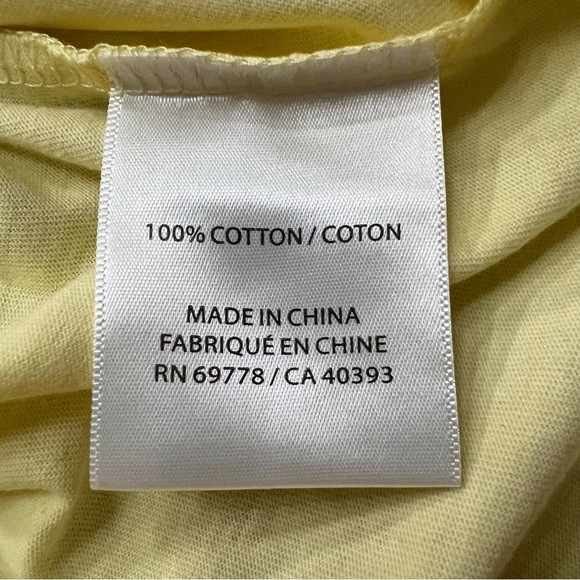 100% COTTON / COTON
MADE IN CHINA
FABRIQUÉ EN CHINE
RN 69778 / CA 40393